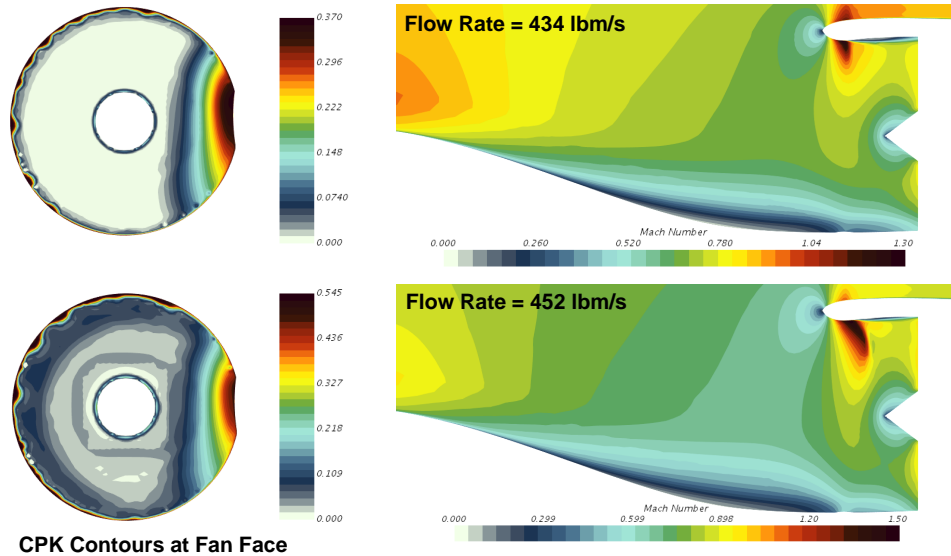 0.370
0.296
0.222
0.148
0.0740
0.000
Flow Rate = 434 lbm/s
Mach Number
0.000 0.260 0.520 0.780 1.04 1.30
0.545
0.436
0.327
0.218
0.109
0.000
Flow Rate = 452 lbm/s
Mach Number
0.000 0.299 0.599 0.898 1.20 1.50
CPK Contours at Fan Face